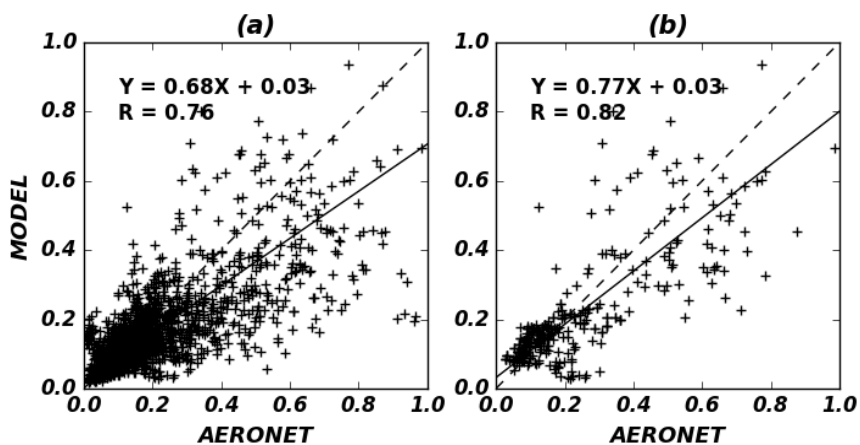 (a)
Y = 0.68X + 0.03
R = 0.76
1.0
0.8
0.6
0.4
0.2
0.0
0.0 0.2 0.4 0.6 0.8 1.0
MODEL
AERONET
(b)
Y = 0.77X + 0.03
R = 0.82
1.0
0.8
0.6
0.4
0.2
0.0
0.0 0.2 0.4 0.6 0.8 1.0
AERONET